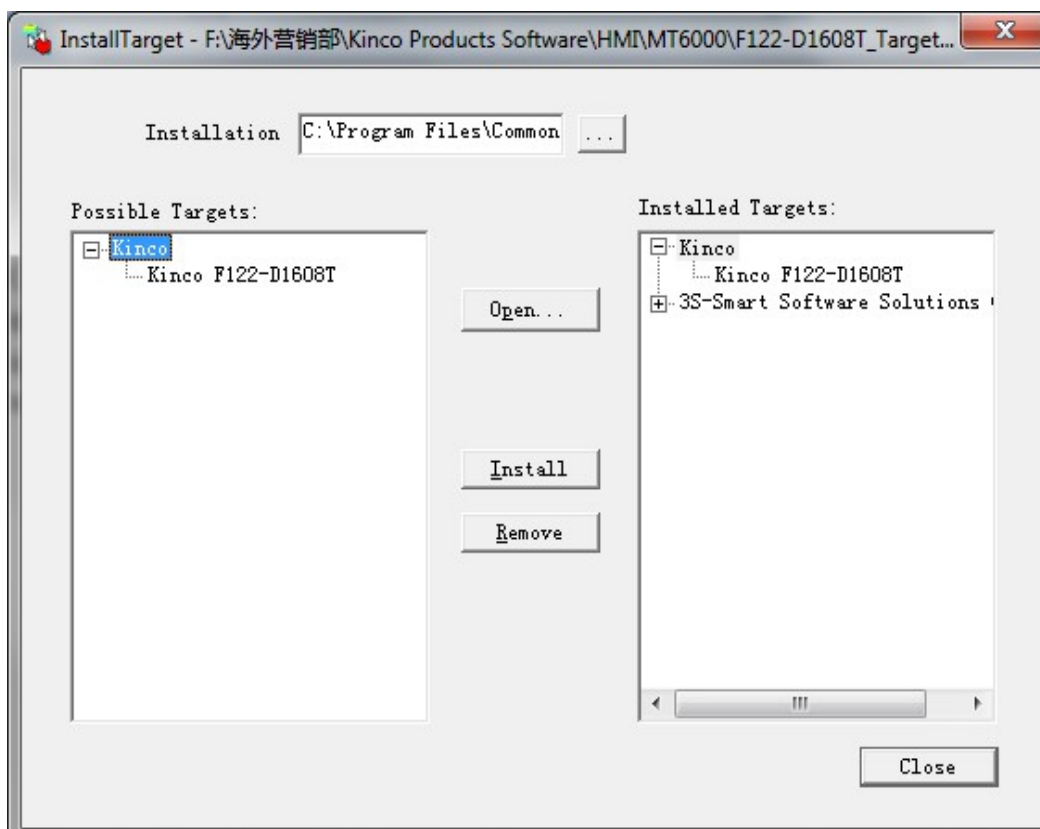 InstallTarget - F:\海外营销部\Kinco Products Software\HMI\MT6000\F122-D1608T_Target...
Installation C:\Program Files\Common ...
Possible Targets:
Kinco
Kinco F122-D1608T
Open...
Install
Remove
Installed Targets:
Kinco
Kinco F122-D1608T
3S-Smart Software Solutions
Close